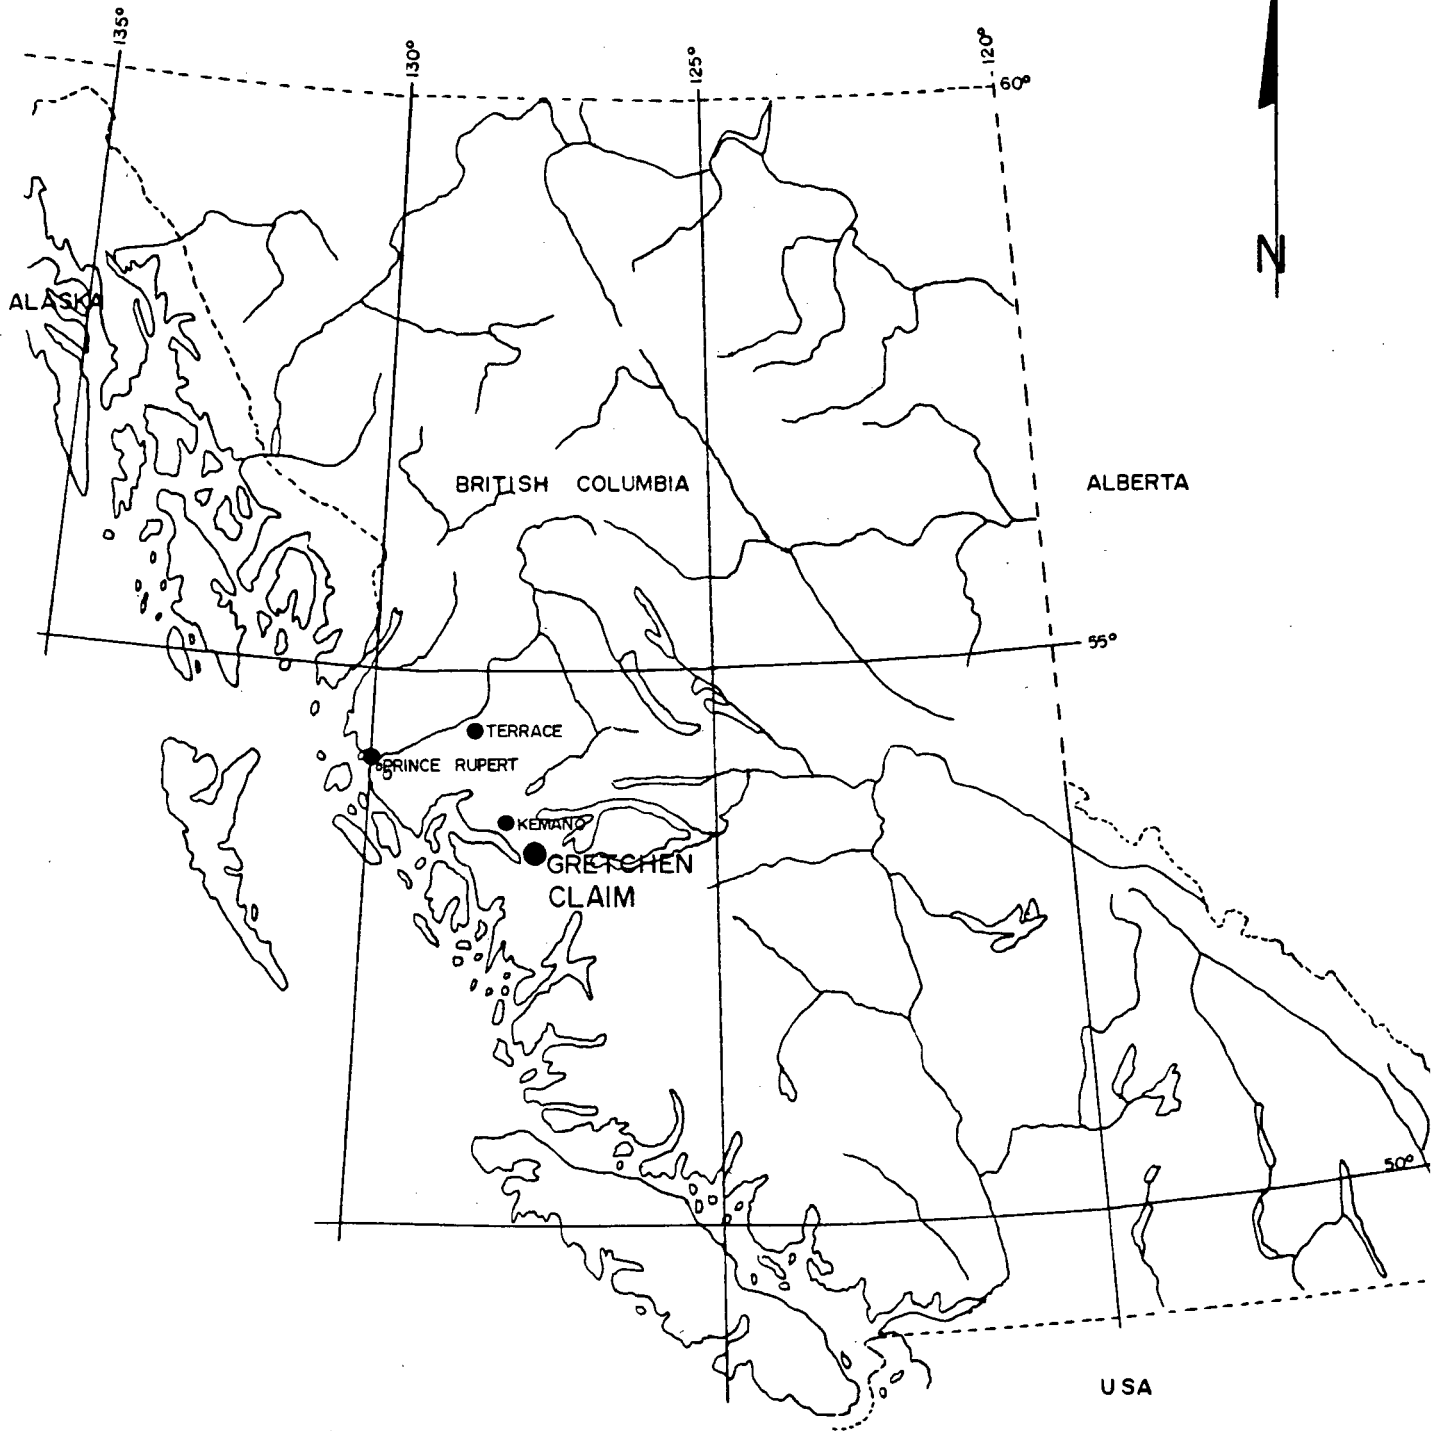 135°
130°
125°
120°
60°
N
ALASKA
BRITISH COLUMBIA
ALBERTA
55°
TERRACE
PRINCE RUPERT
KEMANO
GRETCHEN
CLAIM
50°
USA